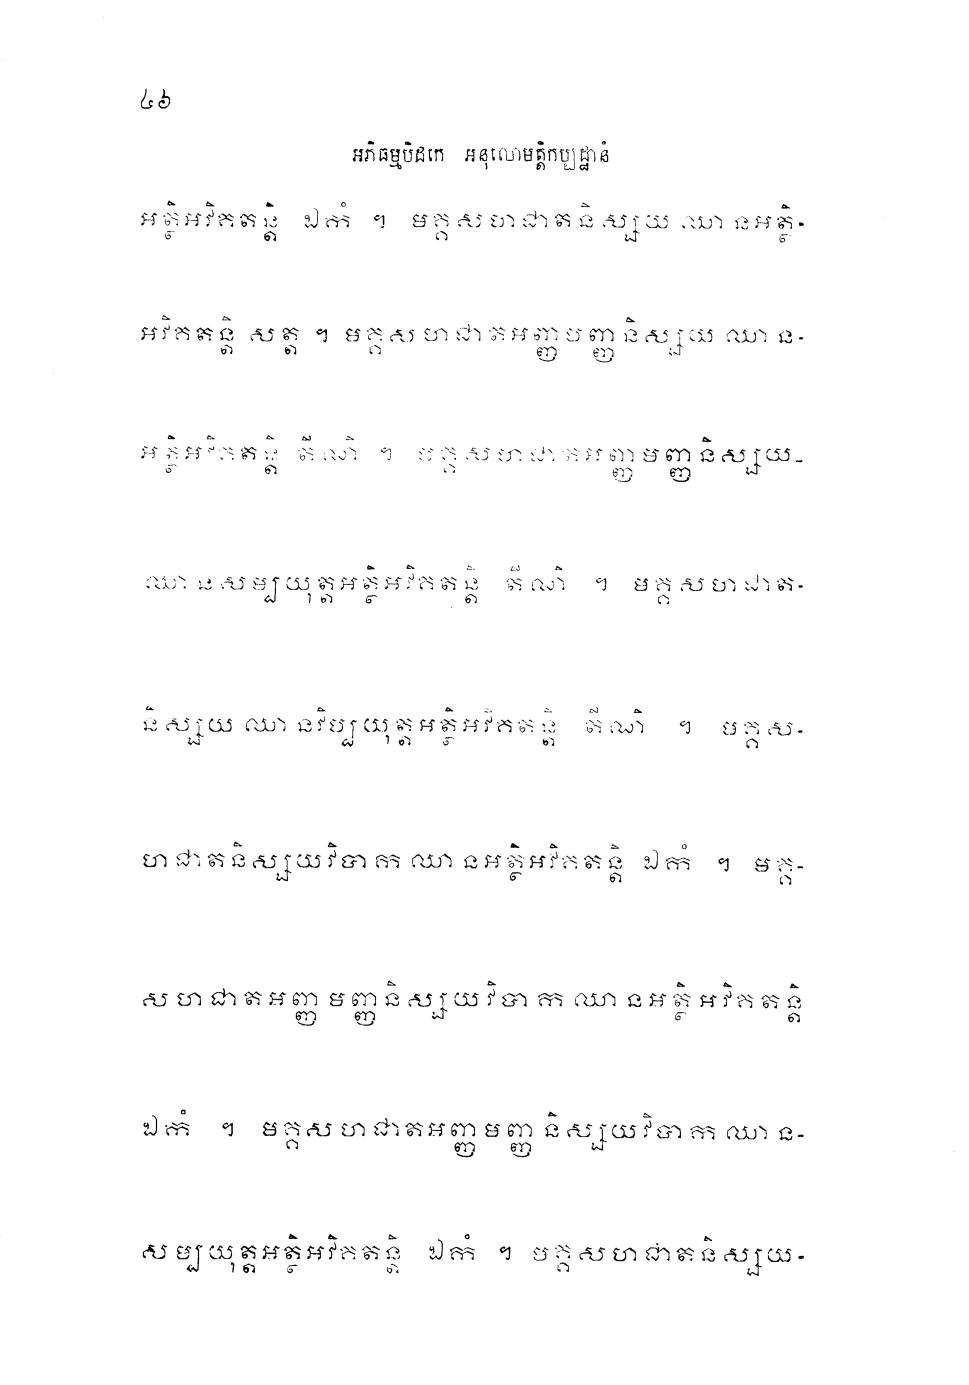 ៤៦
អភិធម្មបិដកេ អនុលោមត្តិកប្បដ្ឋានំ
អត្ថិអវិគតន្តិ ឯកំ ។ មគ្គសហជាតនិស្សយឈានអត្ថិ-
អវិគតន្តិ សត្ត ។ មគ្គសហជាតអញ្ញមញ្ញនិស្សយឈាន-
អត្ថិអវិគតន្តិ តីណិ ។ មគ្គសហជាតអញ្ញមញ្ញនិស្សយ-
ឈានសម្បយុត្តអត្ថិអវិគតន្តិ តីណិ ។ មគ្គសហជាត-
និស្សយឈានវិប្បយុត្តអត្ថិអវិគតន្តិ តីណិ ។ មគ្គស-
ហជាតនិស្សយវិបាកឈានអត្ថិអវិគតន្តិ ឯកំ ។ មគ្គ-
សហជាតអញ្ញមញ្ញនិស្សយវិបាកឈានអត្ថិអវិគតន្តិ
ឯកំ ។ មគ្គសហជាតអញ្ញមញ្ញនិស្សយវិបាកឈាន-
សម្បយុត្តអត្ថិអវិគតន្តិ ឯកំ ។ មគ្គសហជាតនិស្សយ-